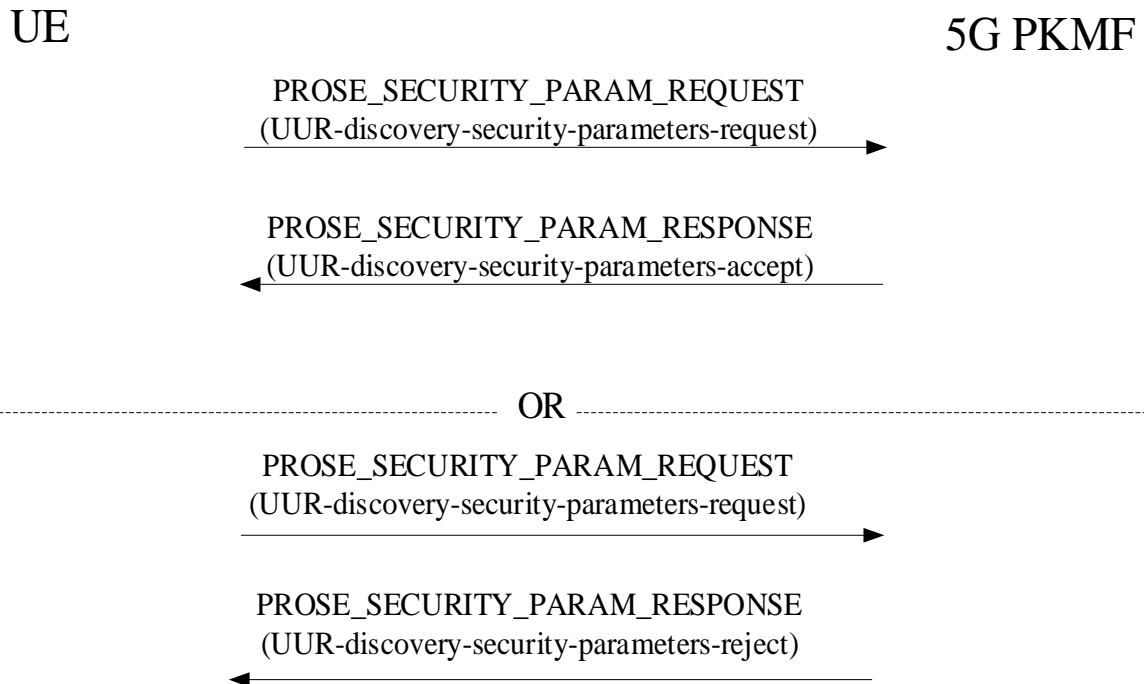 UE
5G PKMF
PROSE_SECURITY_PARAM_REQUEST
(UUR-discovery-security-parameters-request)
PROSE_SECURITY_PARAM_RESPONSE
(UUR-discovery-security-parameters-accept)
OR
PROSE_SECURITY_PARAM_REQUEST
(UUR-discovery-security-parameters-request)
PROSE_SECURITY_PARAM_RESPONSE
(UUR-discovery-security-parameters-reject)